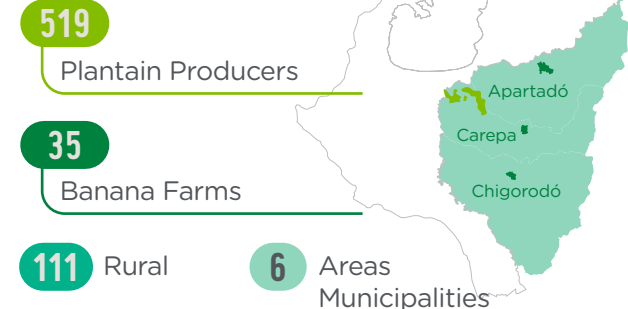 519
Plantain Producers
35
Banana Farms
111 Rural
6 Areas
Municipalities
Apartadó
Carepa
Chigorodó